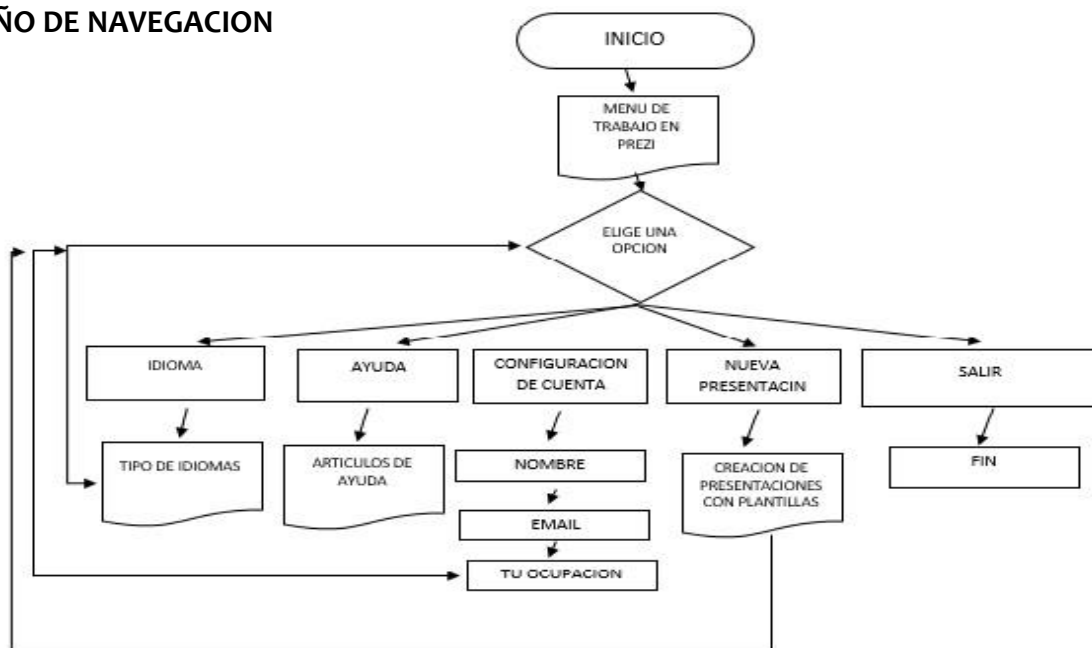 ÑO DE NAVEGACION
INICIO
MENU DE
TRABAJO EN
PREZI
ELIGE UNA
OPCION
IDIOMA
AYUDA
CONFIGURACION
DE CUENTA
NUEVA
PRESENTACIN
SALIR
TIPO DE IDIOMAS
ARTICULOS DE
AYUDA
NOMBRE
EMAIL
TU OCUPACION
CREACION DE
PRESENTACIONES
CON PLANTILLAS
FIN